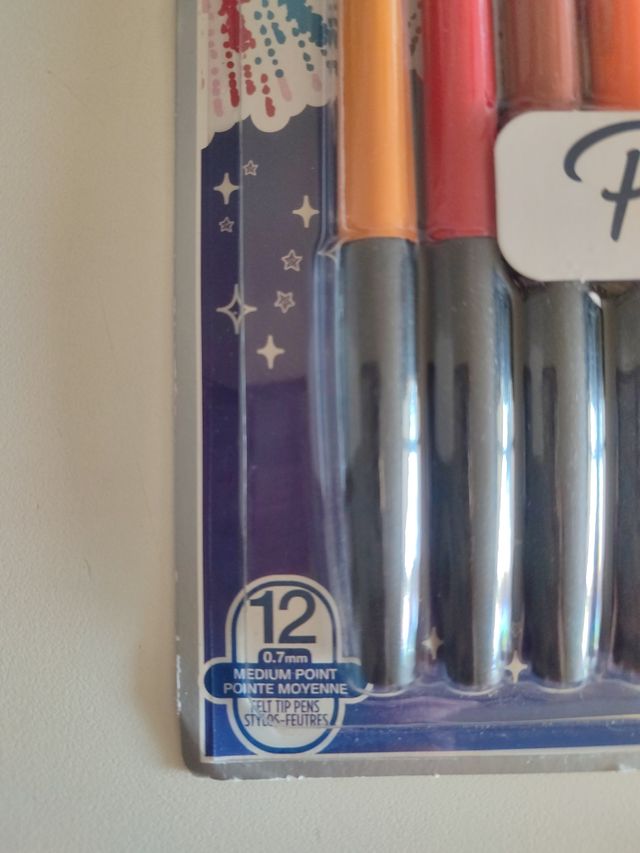 P
12
0.7mm
MEDIUM POINT
POINTE MOYENNE
FELT TIP PENS
STYLOS-FEUTRES